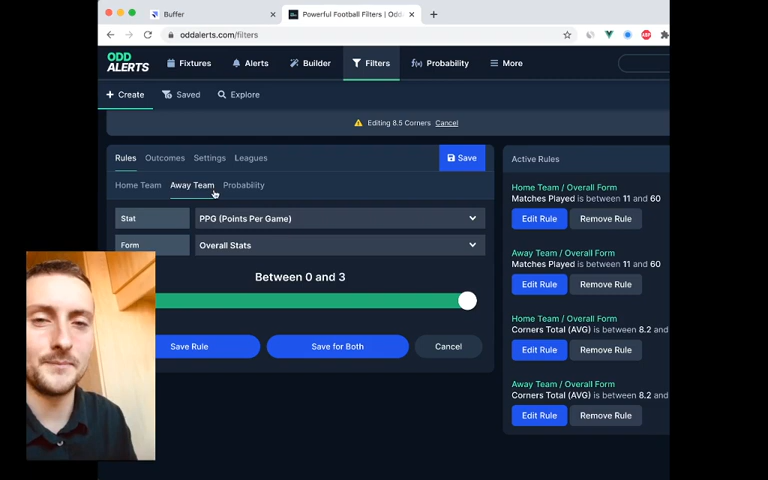 Buffer
Powerful Football Filters | Odd
oddalerts.com/filters
ABP
ODD
ALERTS
Fixtures
Alerts
Builder
Filters
Probability
More
Create
Saved
Explore
Editing 8.5 Corners Cancel
Rules
Outcomes
Settings
Leagues
Save
Home Team
Away Team
Probability
Stat
PPG (Points Per Game)
Form
Overall Stats
Between 0 and 3
Save Rule
Save for Both
Cancel
Active Rules
Home Team / Overall Form
Matches Played is between 11 and 60
Edit Rule
Remove Rule
Away Team / Overall Form
Matches Played is between 11 and 60
Edit Rule
Remove Rule
Home Team / Overall Form
Corners Total (AVG) is between 8.2 and
Edit Rule
Remove Rule
Away Team / Overall Form
Corners Total (AVG) is between 8.2 and
Edit Rule
Remove Rule